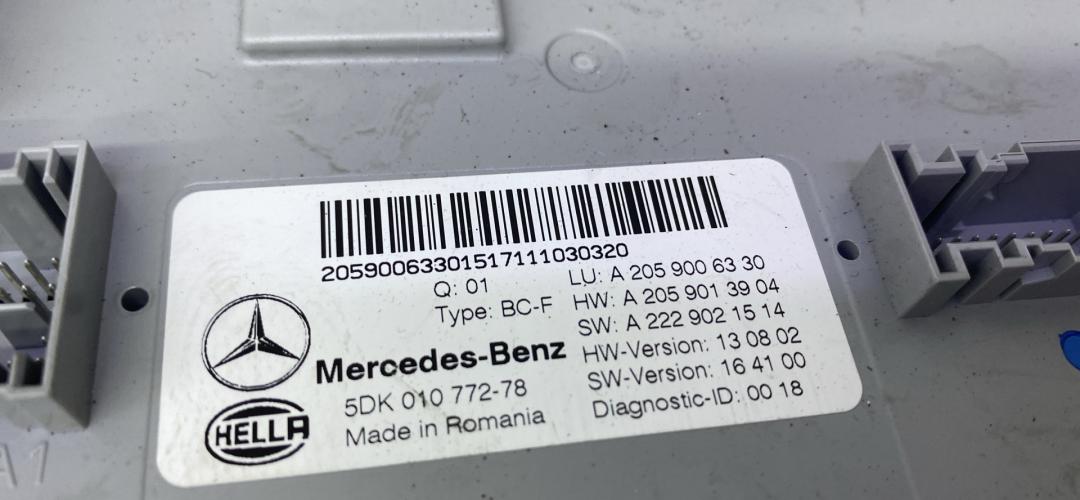 20590063301517111030320
Q: 01
Type: BC-F
LU: A 205 900 63 30
HW: A 205 901 39 04
SW: A 222 902 15 14
HW-Version: 13 08 02
SW-Version: 16 41 00
Diagnostic-ID: 00 18
Mercedes-Benz
5DK 010 772-78
Made in Romania
HELLA
A1